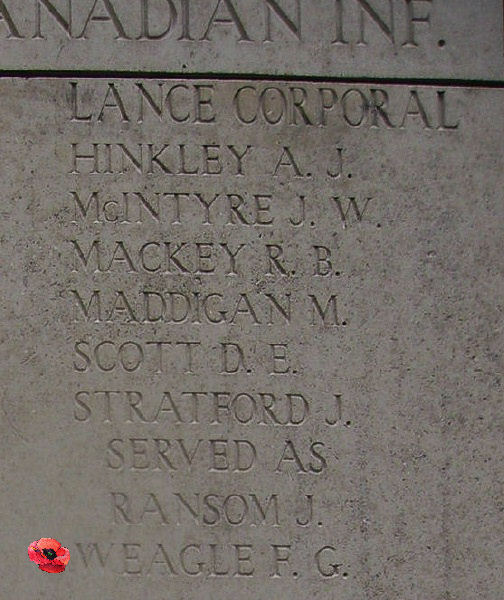 ANADIAN INF.
LANCE CORPORAL
HINKLEY A. J.
McINTYRE J. W.
MACKEY R. B.
MADDIGAN M.
SCOTT D. E.
STRATFORD J.
SERVED AS
RANSOM J.
WEAGLE F. G.